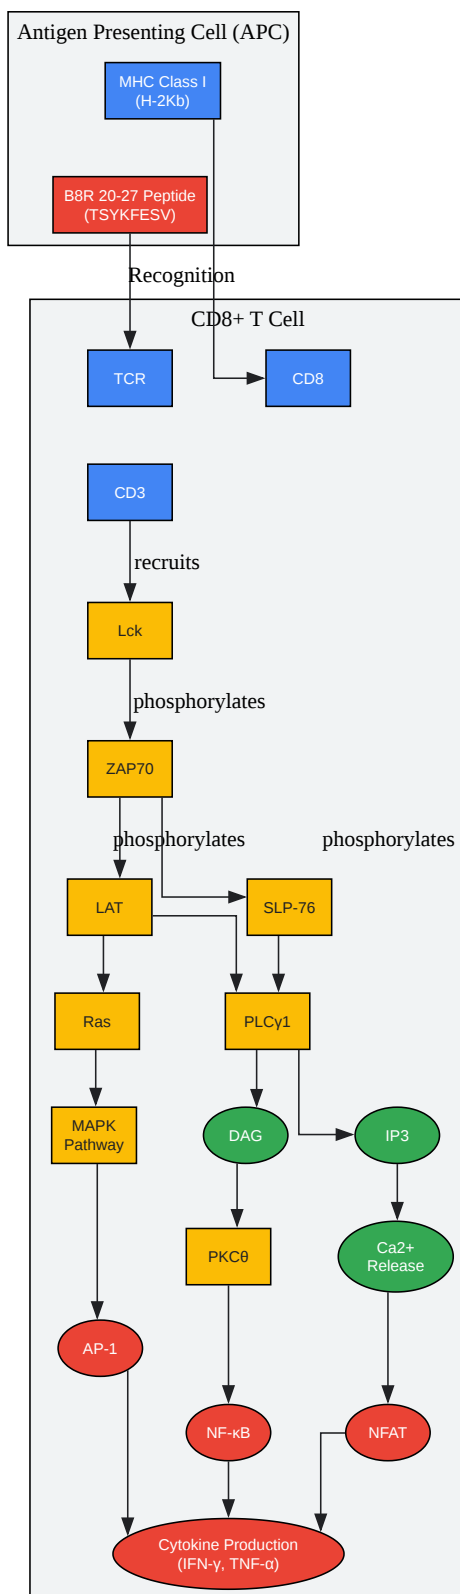 Antigen Presenting Cell (APC)
MHC Class I
(H-2Kb)
B8R 20-27 Peptide
(TSYKFESV)
Recognition
CD8+ T Cell
TCR
CD8
CD3
recruits
Lck
phosphorylates
ZAP70
phosphorylates
phosphorylates
LAT
SLP-76
Ras
PLCγ1
MAPK
Pathway
DAG
IP3
PKCθ
Ca2+
Release
AP-1
NF-κB
NFAT
Cytokine Production
(IFN-γ, TNF-α)